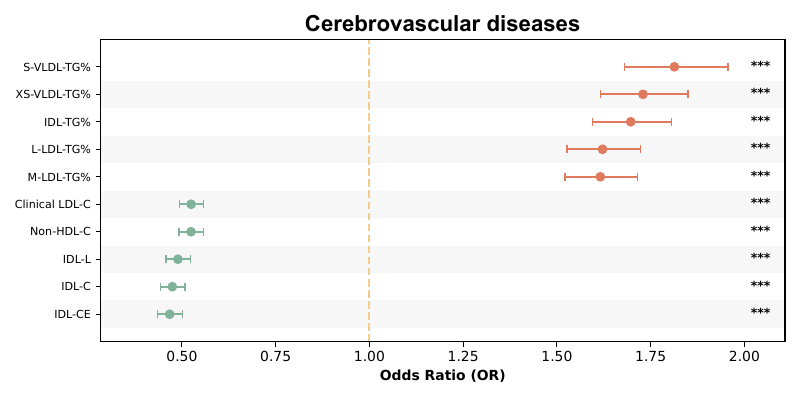 Cerebrovascular diseases
S-VLDL-TG% ***
XS-VLDL-TG% ***
IDL-TG% ***
L-LDL-TG% ***
M-LDL-TG% ***
Clinical LDL-C ***
Non-HDL-C ***
IDL-L ***
IDL-C ***
IDL-CE ***
0.50 0.75 1.00 1.25 1.50 1.75 2.00
Odds Ratio (OR)